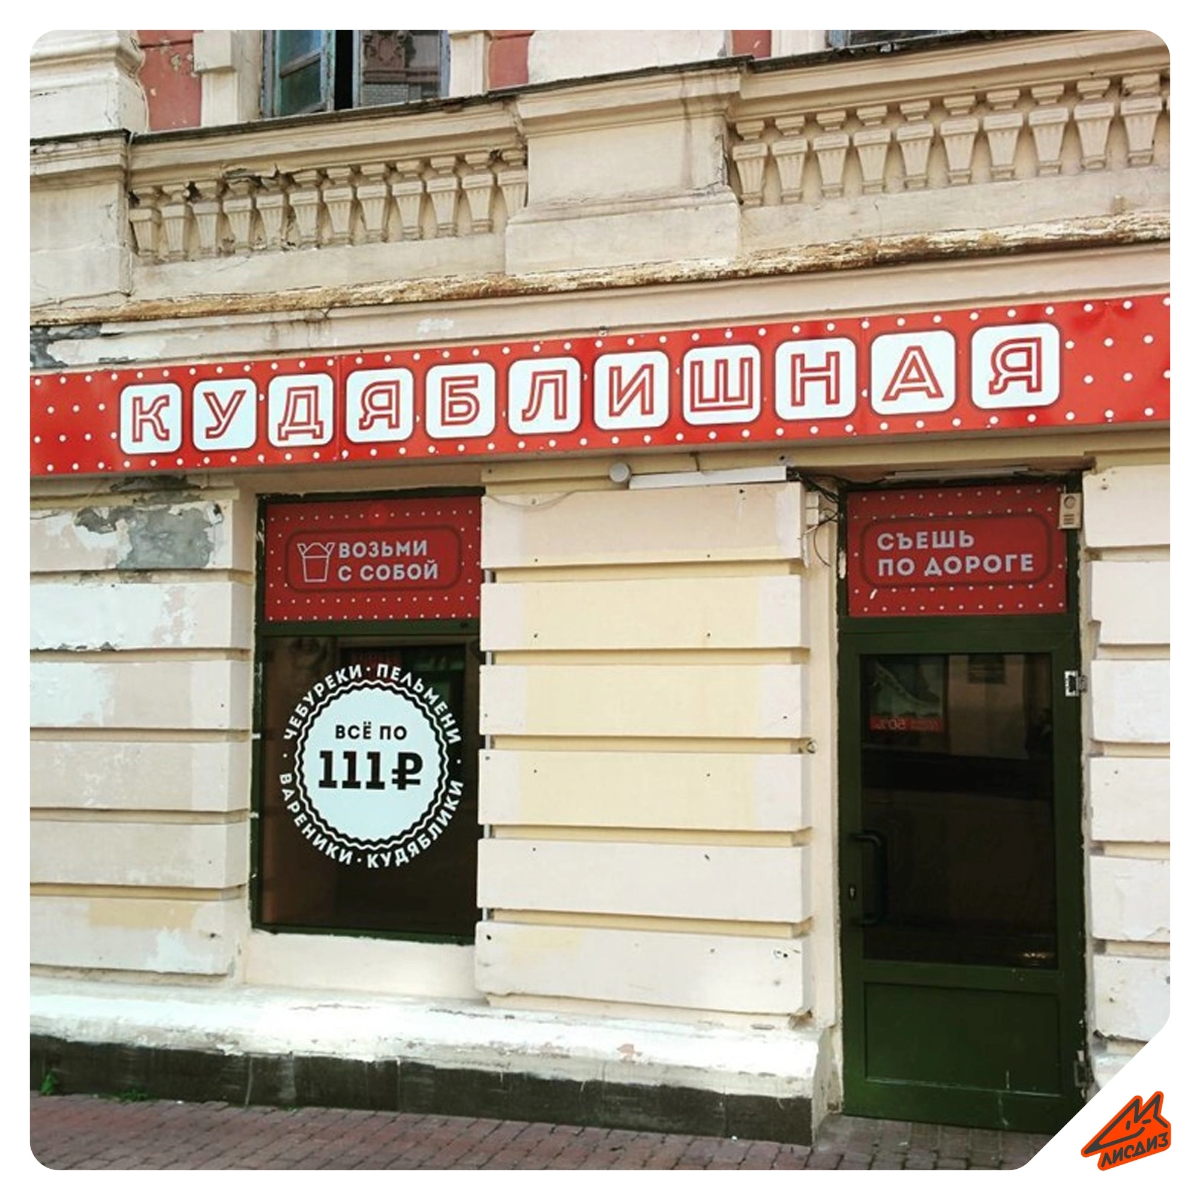 КУДЯБЛИШНАЯ
ВОЗЬМИ
С СОБОЙ
СЪЕШЬ
ПО ДОРОГЕ
· ЧЕБУРЕКИ · ПЕЛЬМЕНИ ·
ВСЁ ПО
111₽
ВАРЕНИКИ · КУДЯБЛИКИ
ЛИСДИЗ